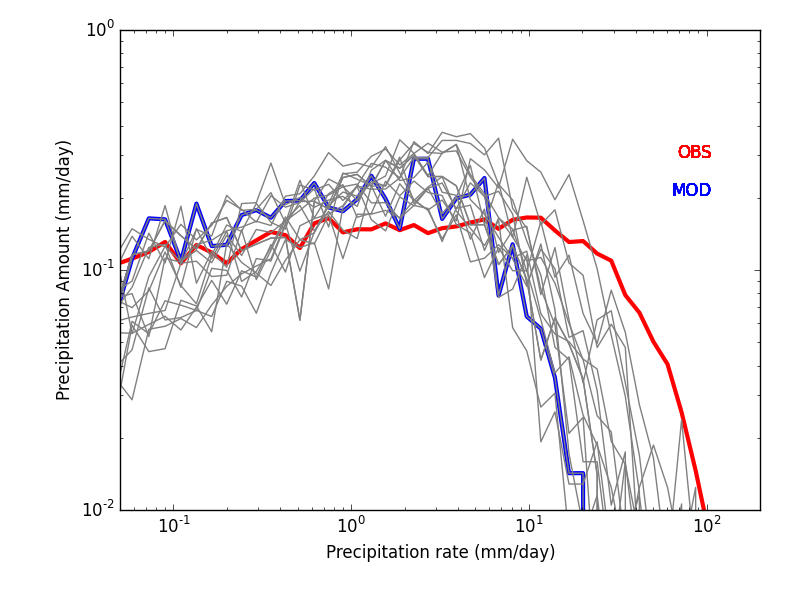 10^0
10^-1
10^-2
Precipitation Amount (mm/day)
OBS
MOD
10^-1
10^0
10^1
10^2
Precipitation rate (mm/day)